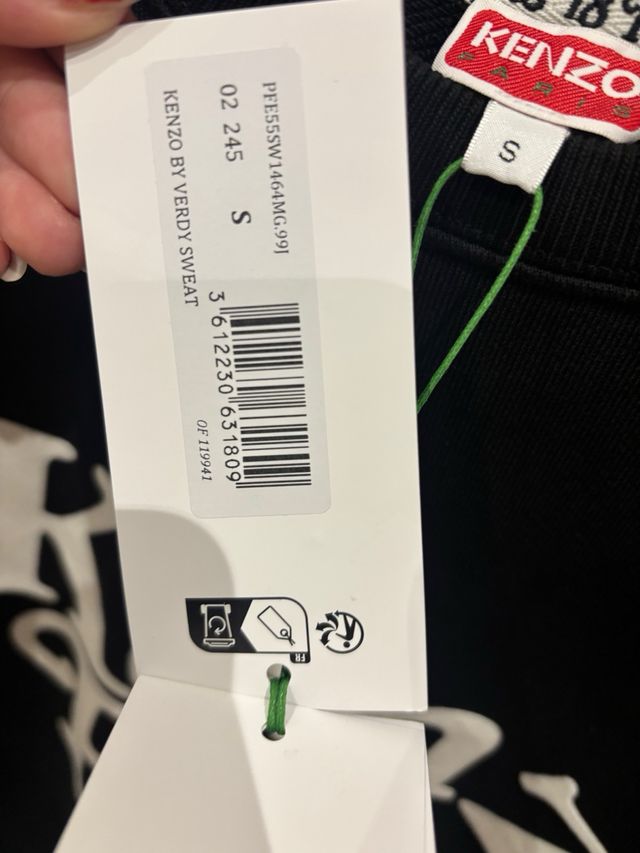 PFE55SW1464MG.99J
02 245 S
KENZO BY VERDY SWEAT
3 612230 631809
OF 119941
FR
KENZO
PARIS
S